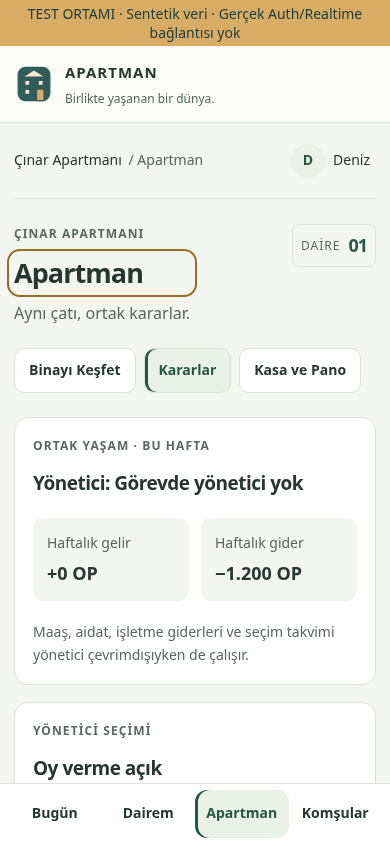 TEST ORTAMI · Sentetik veri · Gerçek Auth/Realtime
bağlantısı yok
APARTMAN
Birlikte yaşanan bir dünya.
Çınar Apartmanı / Apartman
D Deniz
ÇINAR APARTMANI
DAİRE 01
Apartman
Aynı çatı, ortak kararlar.
Binayı Keşfet
Kararlar
Kasa ve Pano
ORTAK YAŞAM · BU HAFTA
Yönetici: Görevde yönetici yok
Haftalık gelir
+0 OP
Haftalık gider
−1.200 OP
Maaş, aidat, işletme giderleri ve seçim takvimi
yönetici çevrimdışıyken de çalışır.
YÖNETİCİ SEÇİMİ
Oy verme açık
Bugün
Dairem
Apartman
Komşular